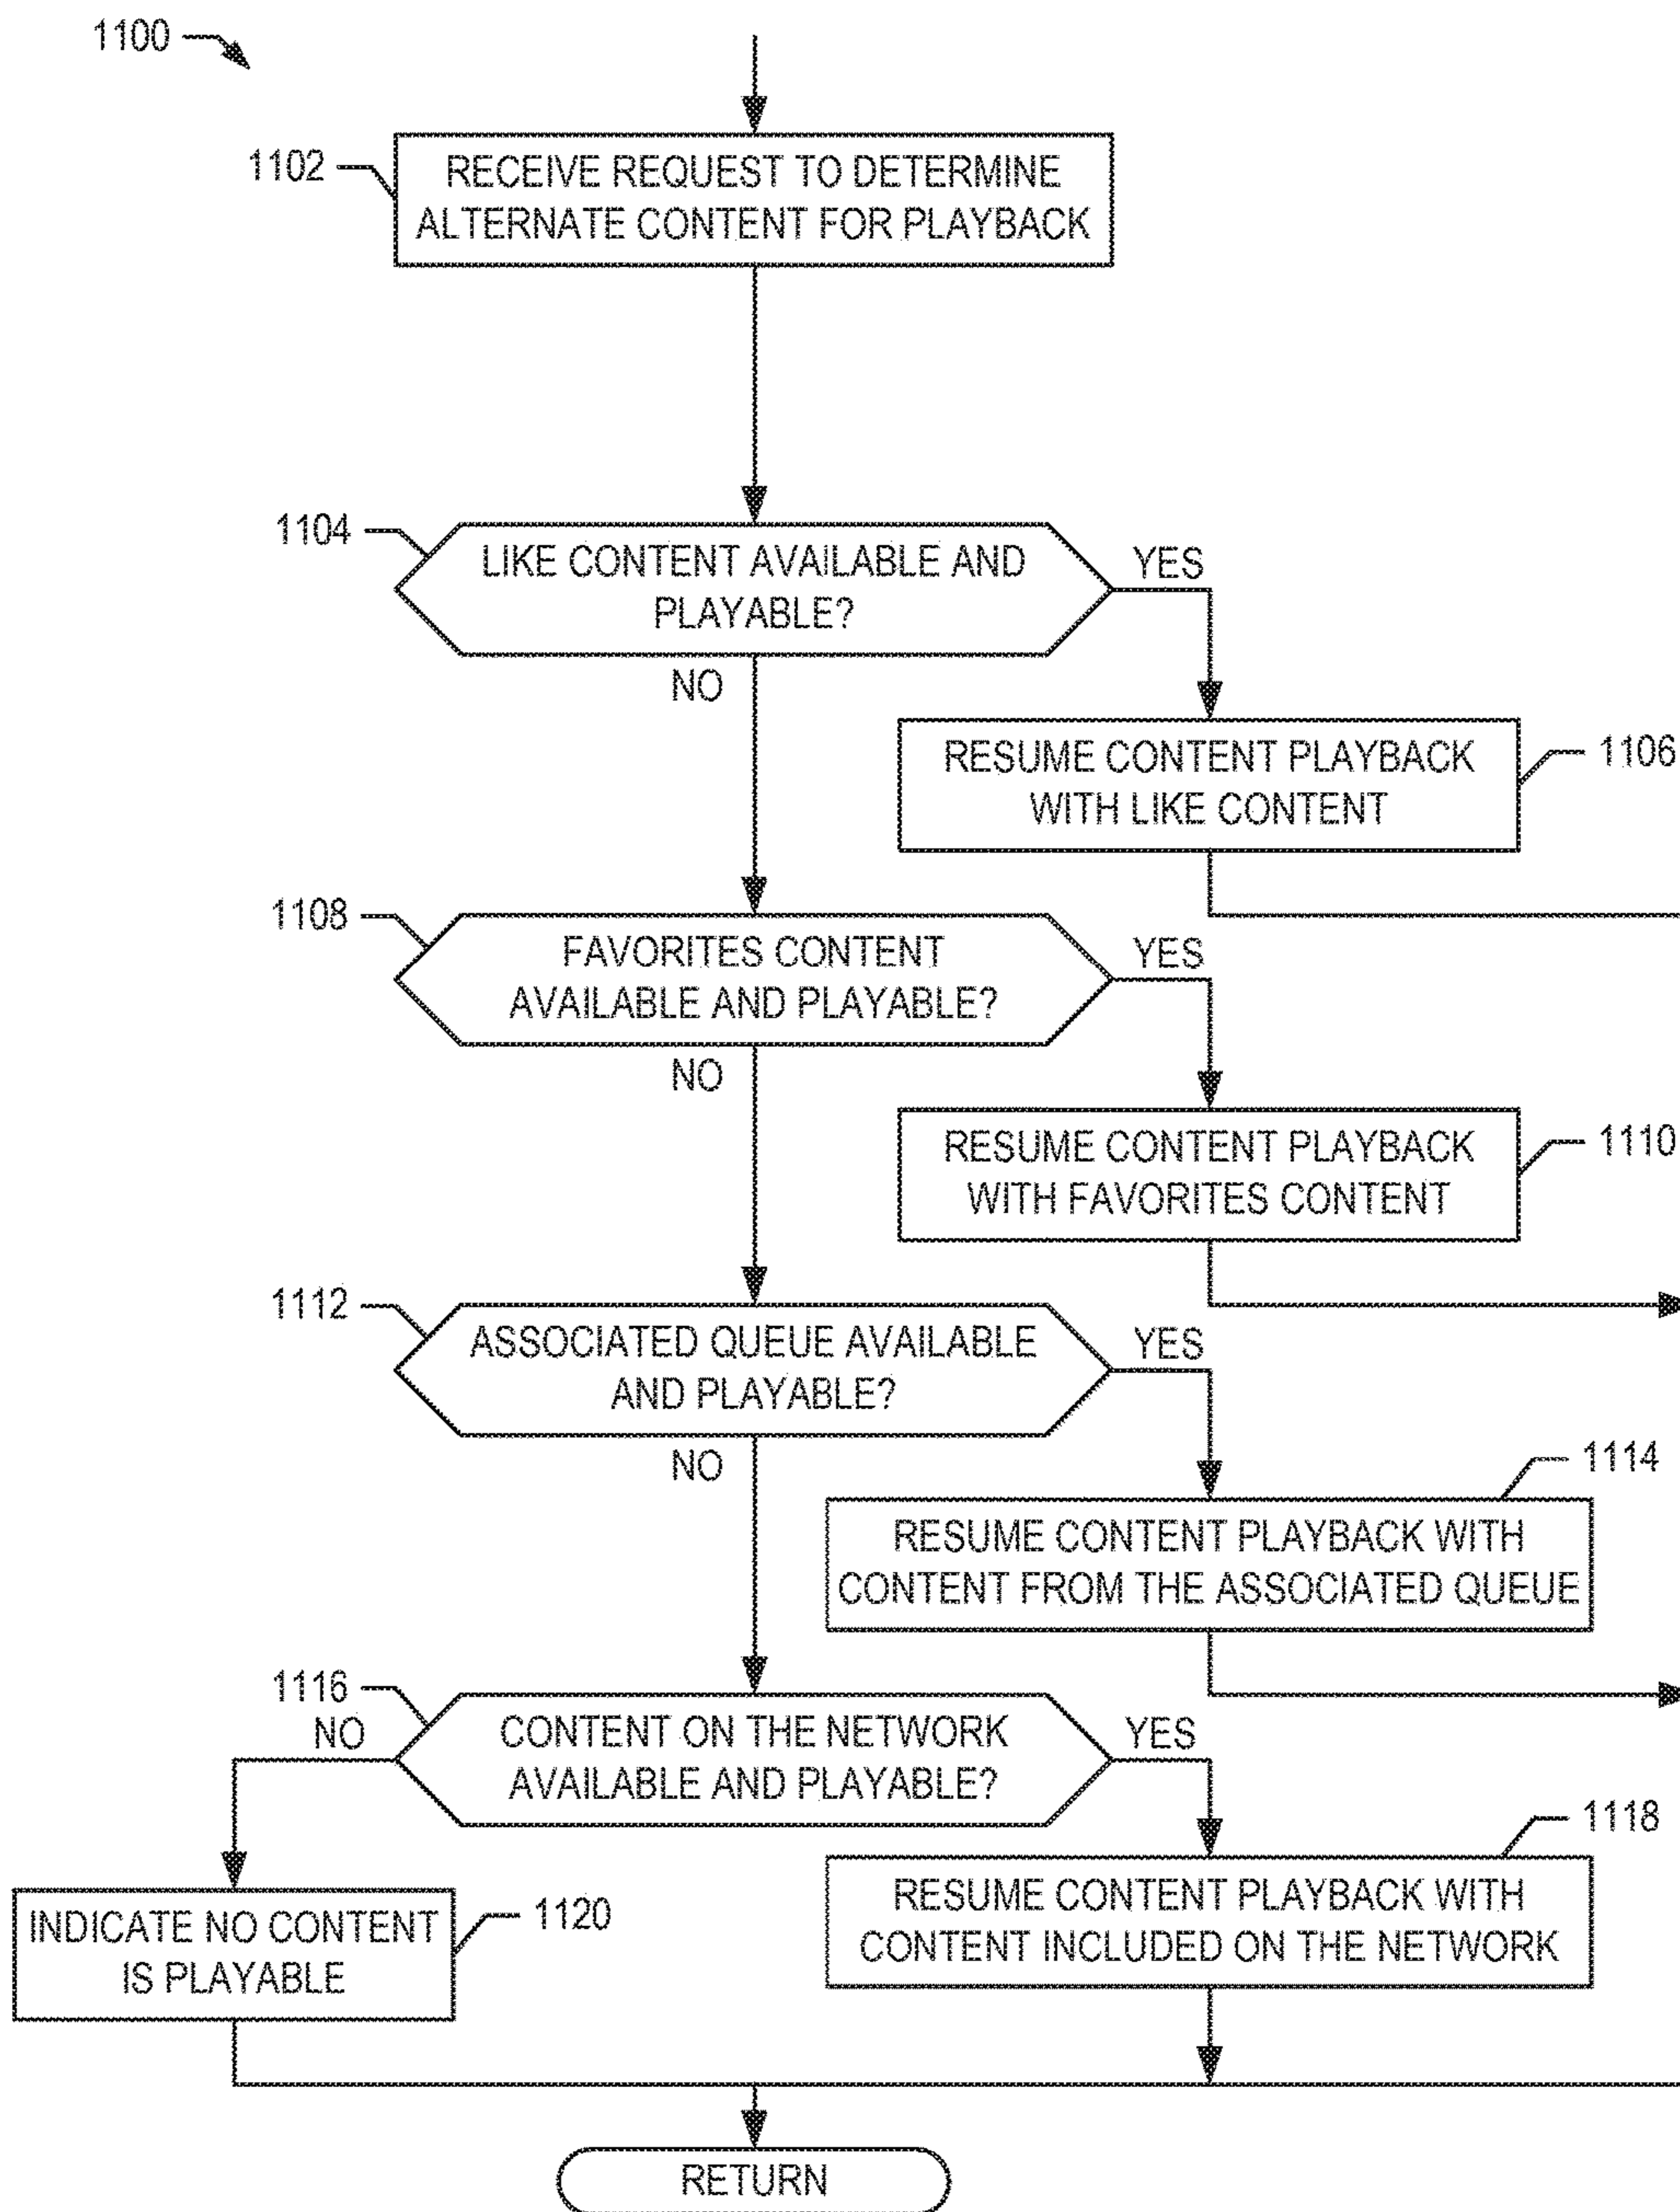 1100
1102
RECEIVE REQUEST TO DETERMINE
ALTERNATE CONTENT FOR PLAYBACK
1104
LIKE CONTENT AVAILABLE AND
PLAYABLE?
YES
NO
RESUME CONTENT PLAYBACK
WITH LIKE CONTENT
1106
1108
FAVORITES CONTENT
AVAILABLE AND PLAYABLE?
YES
NO
RESUME CONTENT PLAYBACK
WITH FAVORITES CONTENT
1110
1112
ASSOCIATED QUEUE AVAILABLE
AND PLAYABLE?
YES
NO
1114
RESUME CONTENT PLAYBACK WITH
CONTENT FROM THE ASSOCIATED QUEUE
1116
NO
CONTENT ON THE NETWORK
AVAILABLE AND PLAYABLE?
YES
1118
RESUME CONTENT PLAYBACK WITH
CONTENT INCLUDED ON THE NETWORK
INDICATE NO CONTENT
IS PLAYABLE
1120
RETURN